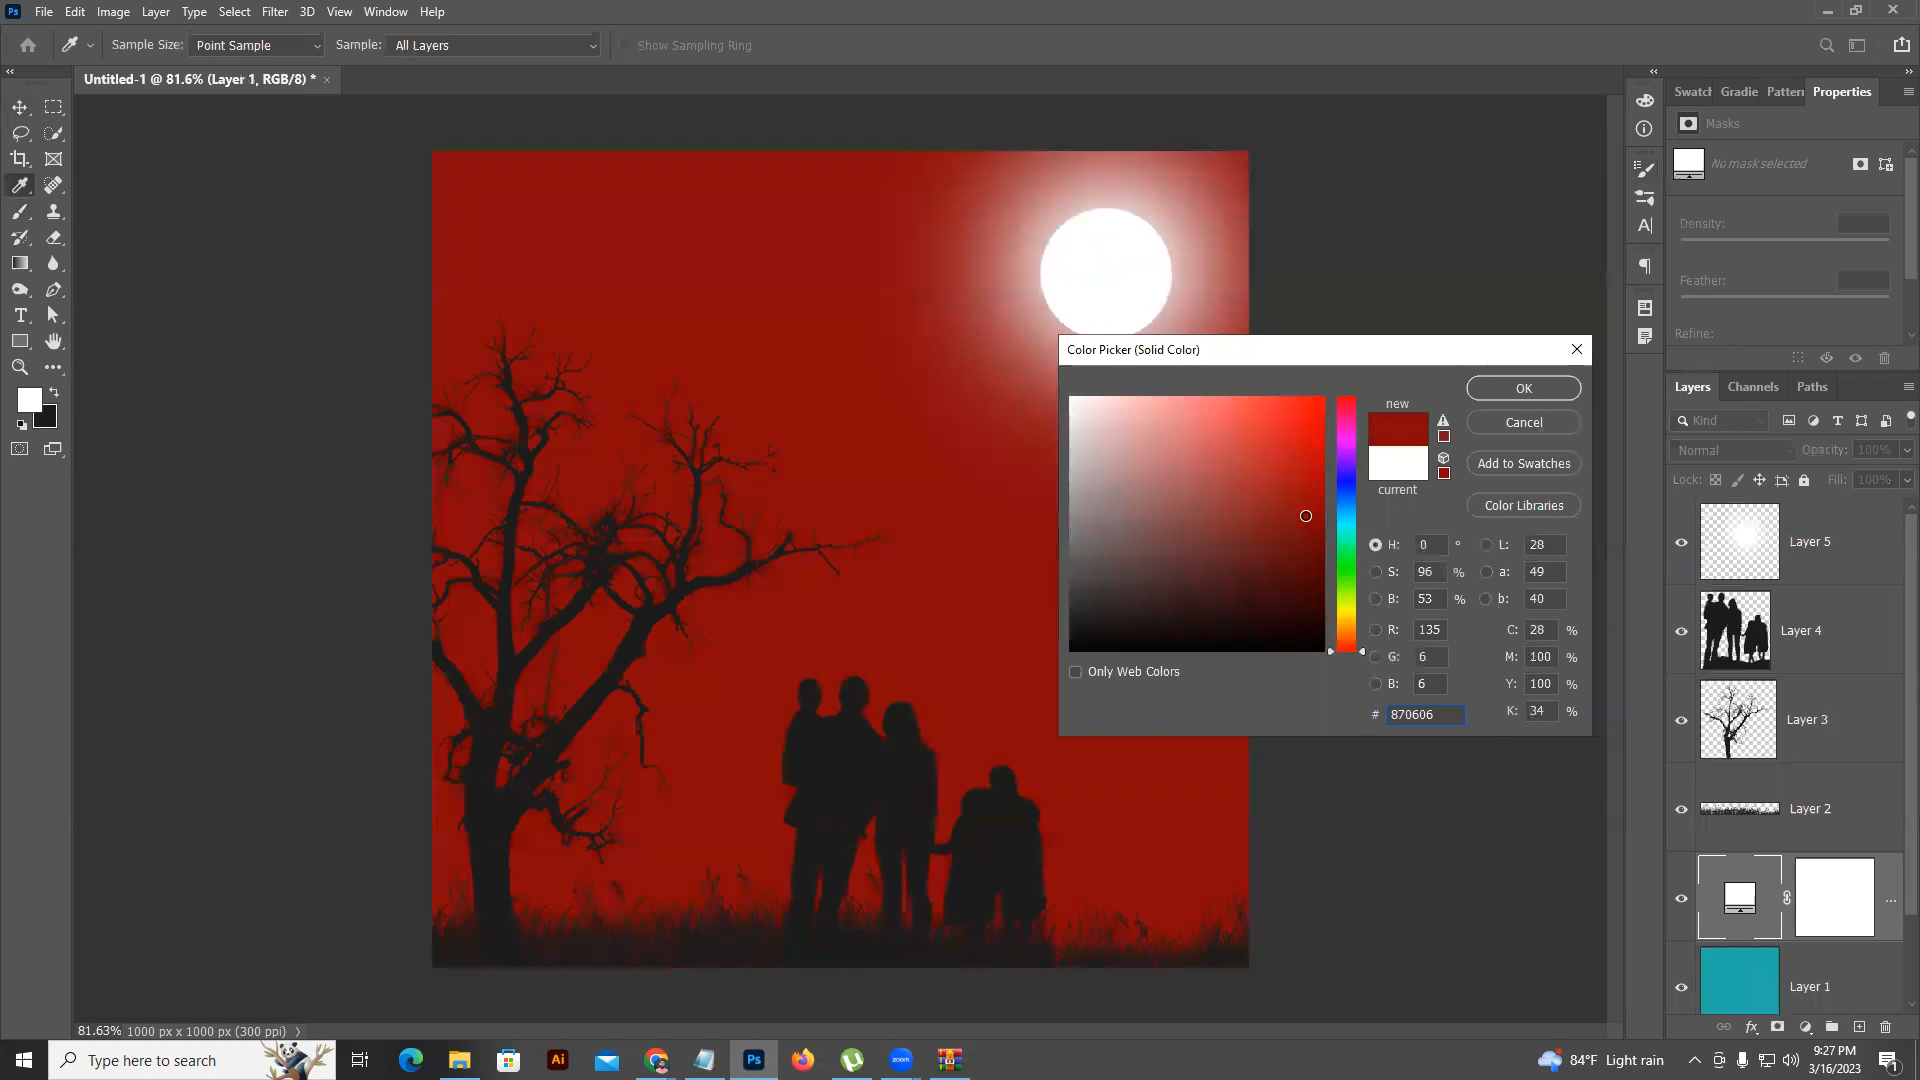 Ps File Edit Image Layer Type Select Filter 3D View Window Help
Sample Size: Point Sample Sample: All Layers Show Sampling Ring
Untitled-1 @ 81.6% (Layer 1, RGB/8) * ×
Swatch Gradie Pattern Properties
Masks
No mask selected
Density:
Feather:
Refine:
Color Picker (Solid Color)
new
current
OK
Cancel
Add to Swatches
Color Libraries
H: 0 ° L: 28
S: 96 % a: 49
B: 53 % b: 40
R: 135 C: 28 %
G: 6 M: 100 %
B: 6 Y: 100 %
# 870606 K: 34 %
Only Web Colors
Layers Channels Paths
Kind
Normal Opacity: 100%
Lock: Fill: 100%
Layer 5
Layer 4
Layer 3
Layer 2
Layer 1
81.63% 1000 px x 1000 px (300 ppi)
Type here to search
Ai
Ps
zoom
84°F Light rain
9:27 PM
3/16/2023
1